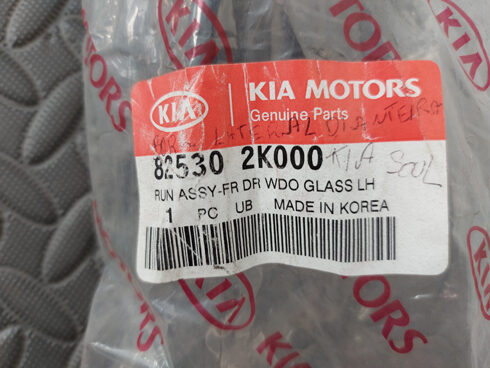 KIA
KIA MOTORS
Genuine Parts
LATERAL DIANTEIRA
82530 2K000 KIA SOUL
RUN ASSY-FR DR WDO GLASS LH
1 PC UB MADE IN KOREA
KIA MOTORS
KIA
KIA